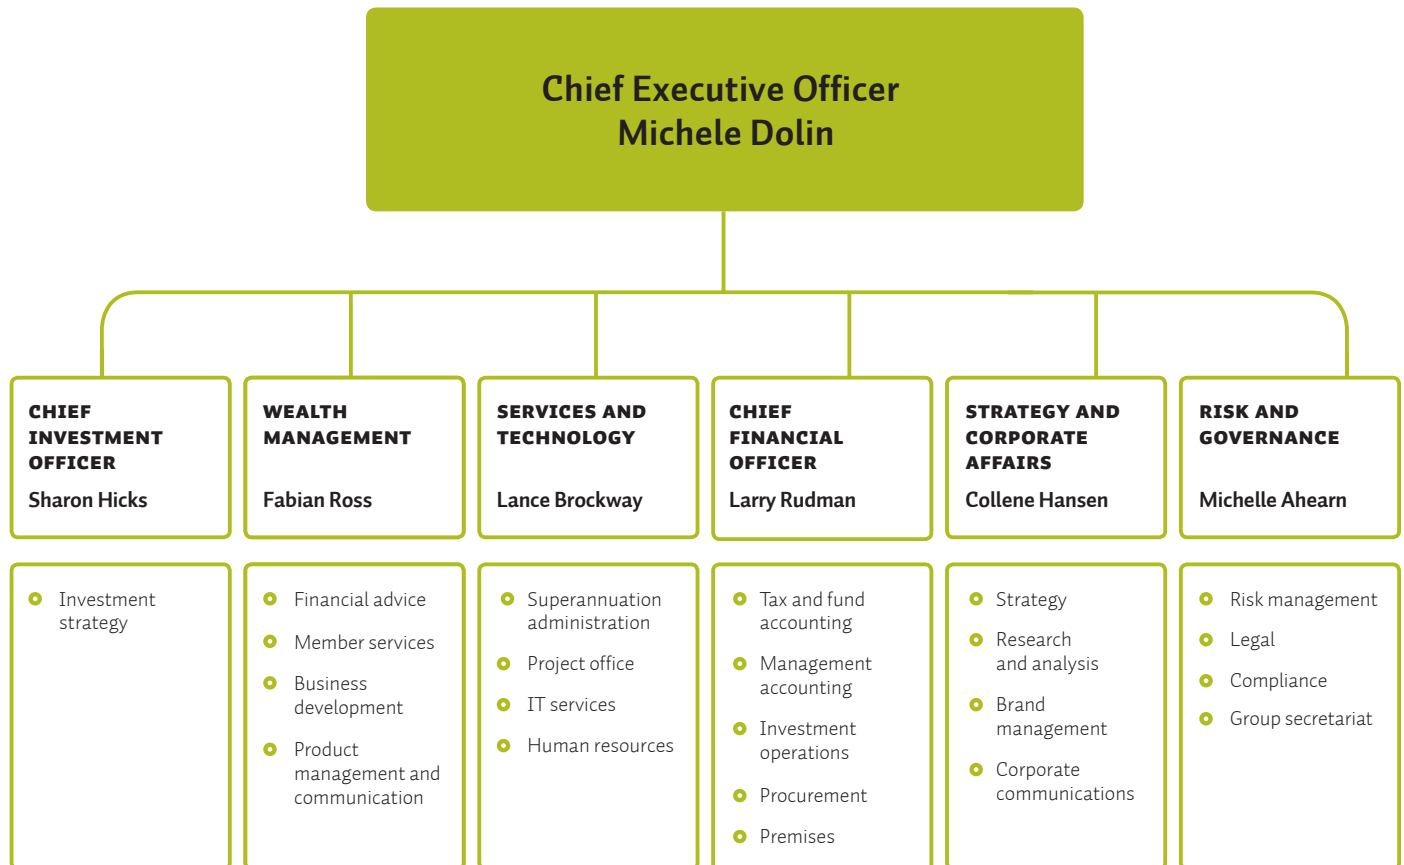 Chief Executive Officer
Michele Dolin
CHIEF
INVESTMENT
OFFICER
Sharon Hicks
WEALTH
MANAGEMENT
Fabian Ross
SERVICES AND
TECHNOLOGY
Lance Brockway
CHIEF
FINANCIAL
OFFICER
Larry Rudman
STRATEGY AND
CORPORATE
AFFAIRS
Collene Hansen
RISK AND
GOVERNANCE
Michelle Ahearn
Investment
strategy
Financial advice
Member services
Business
development
Product
management and
communication
Superannuation
administration
Project office
IT services
Human resources
Tax and fund
accounting
Management
accounting
Investment
operations
Procurement
Premises
Strategy
Research
and analysis
Brand
management
Corporate
communications
Risk management
Legal
Compliance
Group secretariat